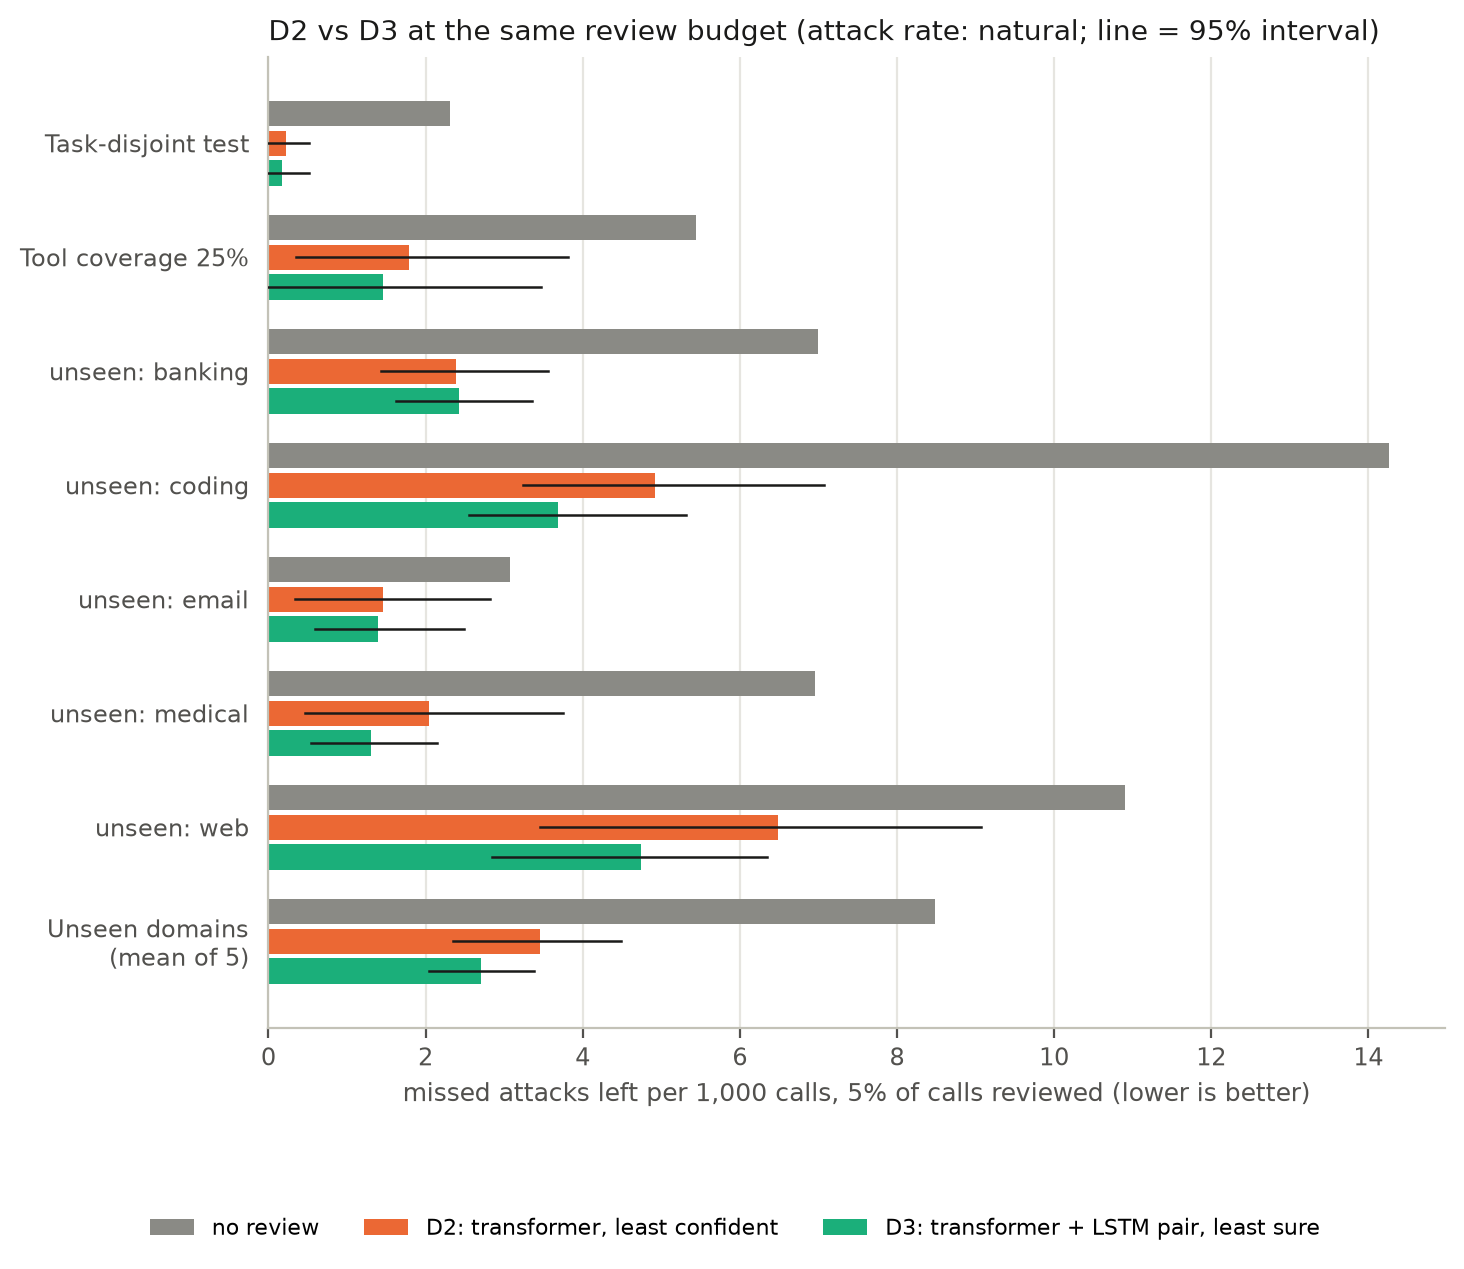 D2 vs D3 at the same review budget (attack rate: natural; line = 95% interval)
Task-disjoint test
Tool coverage 25%
unseen: banking
unseen: coding
unseen: email
unseen: medical
unseen: web
Unseen domains
(mean of 5)
0 2 4 6 8 10 12 14
missed attacks left per 1,000 calls, 5% of calls reviewed (lower is better)
no review D2: transformer, least confident D3: transformer + LSTM pair, least sure